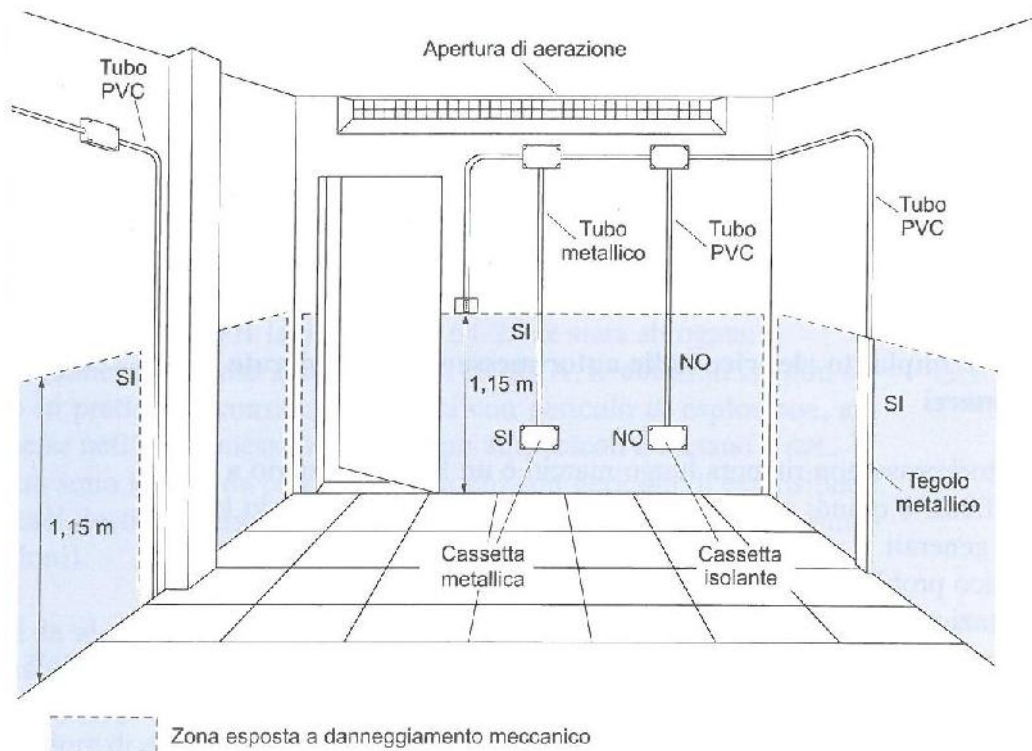 Apertura di aerazione
Tubo
PVC
Tubo
metallico
Tubo
PVC
Tubo
PVC
SI
SI
NO
SI
1,15 m
SI
NO
1,15 m
Tegolo
metallico
Cassetta
metallica
Cassetta
isolante
Zona esposta a danneggiamento meccanico